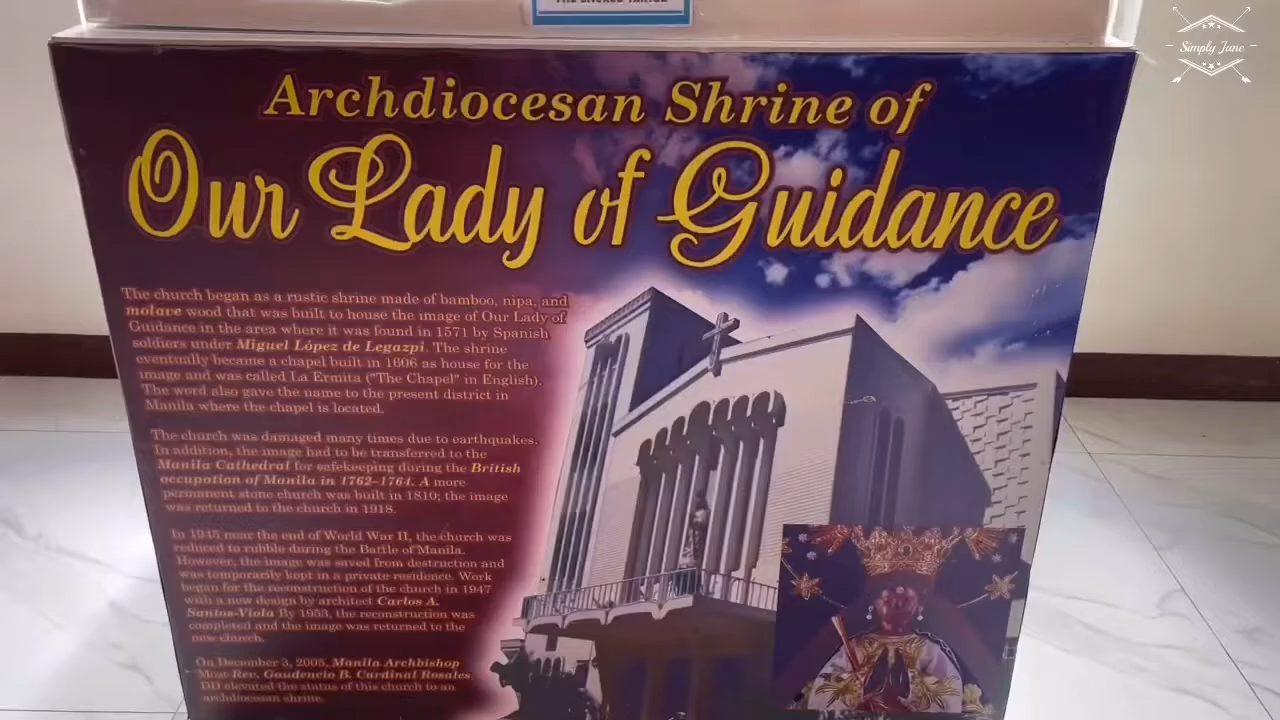 Simply Jane
Archdiocesan Shrine of
Our Lady of Guidance
The church began as a rustic shrine made of bamboo, nipa, and
molave wood that was built to house the image of Our Lady of
Guidance in the area where it was found in 1571 by Spanish
soldiers under Miguel López de Legazpi. The shrine
eventually became a chapel built in 1606 as house for the
image and was called La Ermita ("The Chapel" in English).
The word also gave the name to the present district in
Manila where the chapel is located.
The church was damaged many times due to earthquakes.
In addition, the image had to be transferred to the
Manila Cathedral for safekeeping during the British
occupation of Manila in 1762–1764. A more
permanent stone church was built in 1810; the image
was returned to the church in 1918.
In 1945 near the end of World War II, the church was
reduced to rubble during the Battle of Manila.
However, the image was saved from destruction and
was temporarily kept in a private residence. Work
began for the reconstruction of the church in 1947
with a new design by architect Carlos A.
Santos-Viola By 1953, the reconstruction was
completed and the image was returned to the
new church.
On December 3, 2005, Manila Archbishop
Most Rev. Gaudencio B. Cardinal Rosales
DD elevated the status of this church to an
archdiocesan shrine.